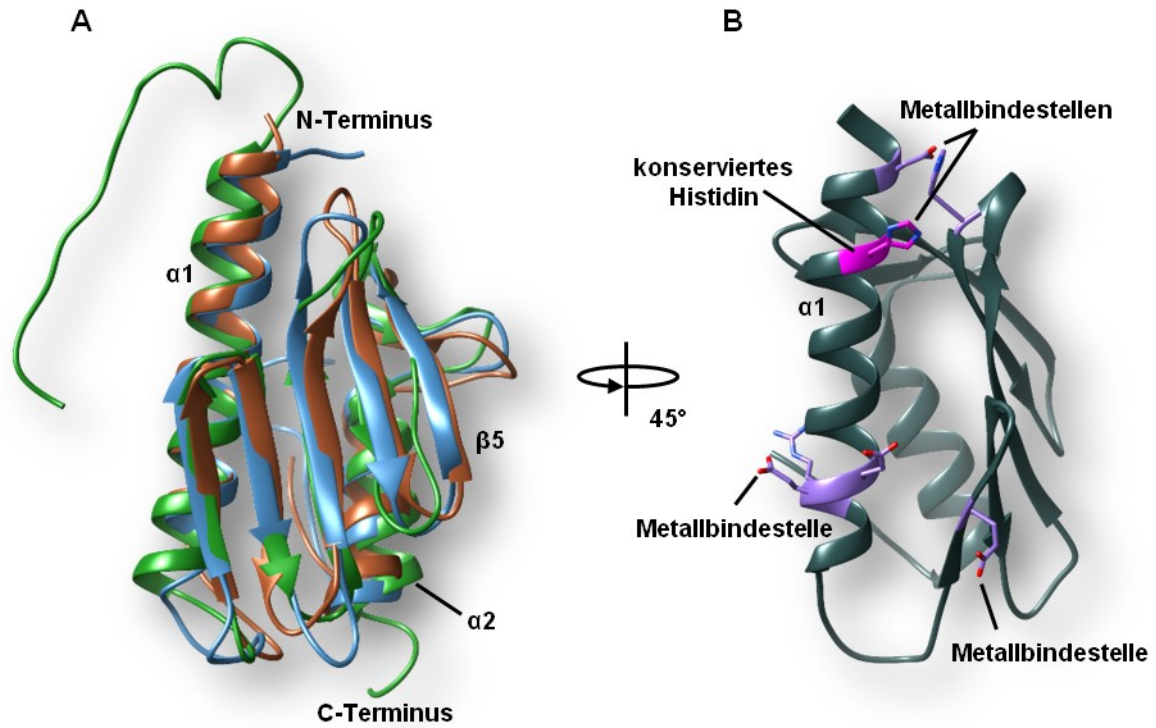 A
B
N-Terminus
Metallbindestellen
konserviertes
Histidin
α1
α1
45°
β5
Metallbindestelle
α2
Metallbindestelle
C-Terminus